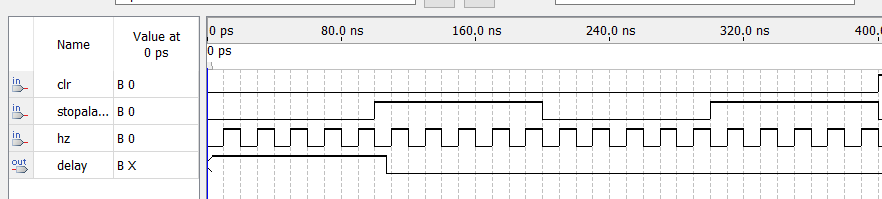 0 ps 80.0 ns 160.0 ns 240.0 ns 320.0 ns 400.
Name Value at 0 ps
0 ps
in clr B 0
in stopala... B 0
in hz B 0
out delay B X